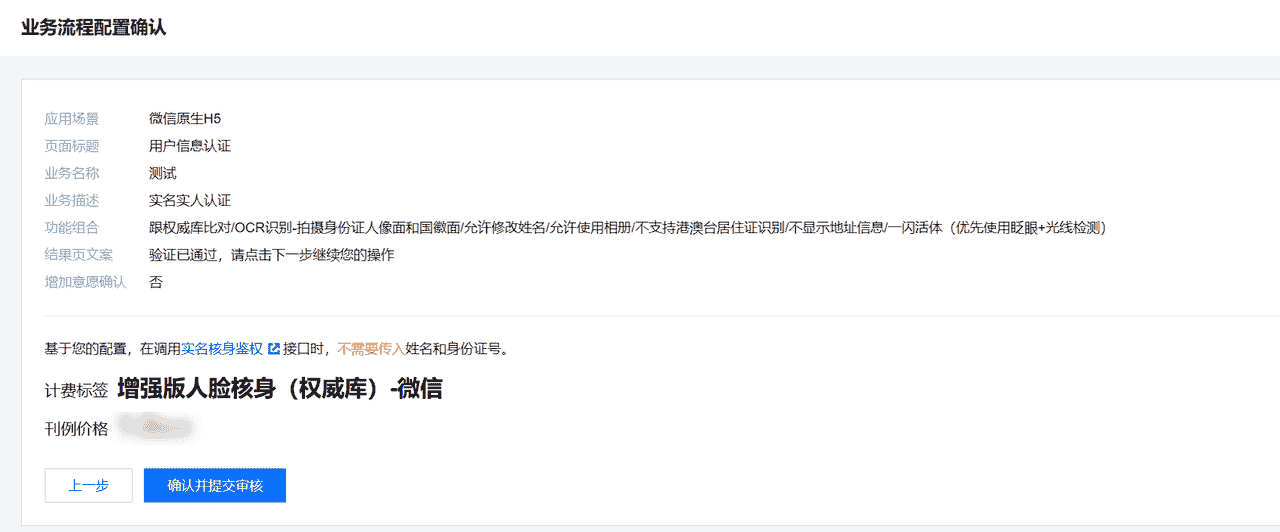 业务流程配置确认
应用场景 微信原生H5
页面标题 用户信息认证
业务名称 测试
业务描述 实名实人认证
功能组合 跟权威库比对/OCR识别-拍摄身份证人像面和国徽面/允许修改姓名/允许使用相册/不支持港澳台居住证识别/不显示地址信息/一闪活体（优先使用眨眼+光线检测）
结果页文案 验证已通过，请点击下一步继续您的操作
增加意愿确认 否
基于您的配置，在调用实名核身鉴权 接口时，不需要传入姓名和身份证号。
计费标签 增强版人脸核身（权威库）-微信
刊例价格
上一步 确认并提交审核